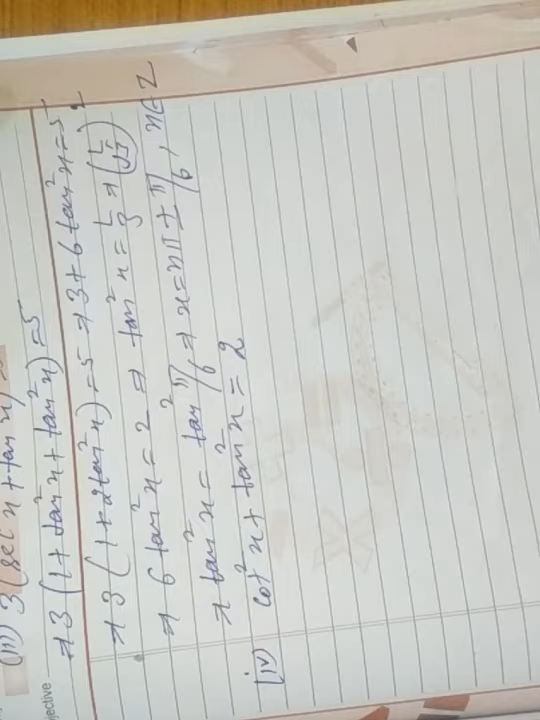 (iii) 3(sec²x + tan²x) = 5
⇒ 3(1 + tan²x + tan²x) = 5
⇒ 3(1 + 2tan²x) = 5 ⇒ 3 + 6tan²x = 5
⇒ 6tan²x = 2 ⇒ tan²x = 1/3 ⇒ (1/√3)²
⇒ tan²x = tan²π/6 ⇒ x = nπ ± π/6, n ∈ Z
(iv) cot²x + tan²x = 2
jective